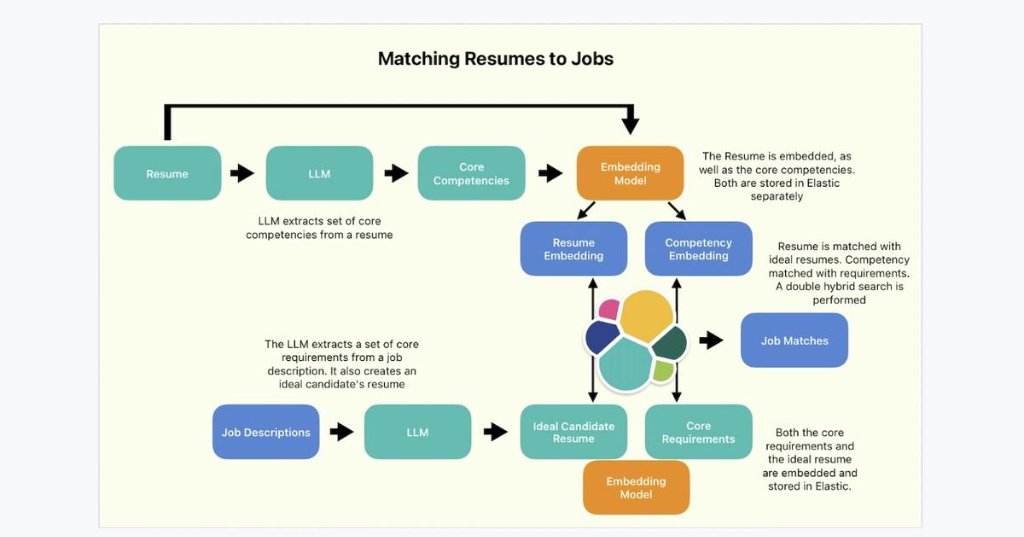 Matching Resumes to Jobs
Resume
LLM
Core
Competencies
Embedding
Model
The Resume is embedded, as
well as the core competencies.
Both are stored in Elastic
separately
LLM extracts set of core
competencies from a resume
Resume
Embedding
Competency
Embedding
Resume is matched with
ideal resumes. Competency
matched with requirements.
A double hybrid search is
performed
Job Matches
The LLM extracts a set of core
requirements from a job
description. It also creates an
ideal candidate's resume
Job Descriptions
LLM
Ideal Candidate
Resume
Core
Requirements
Embedding
Model
Both the core
requirements and
the ideal resume
are embedded and
stored in Elastic.